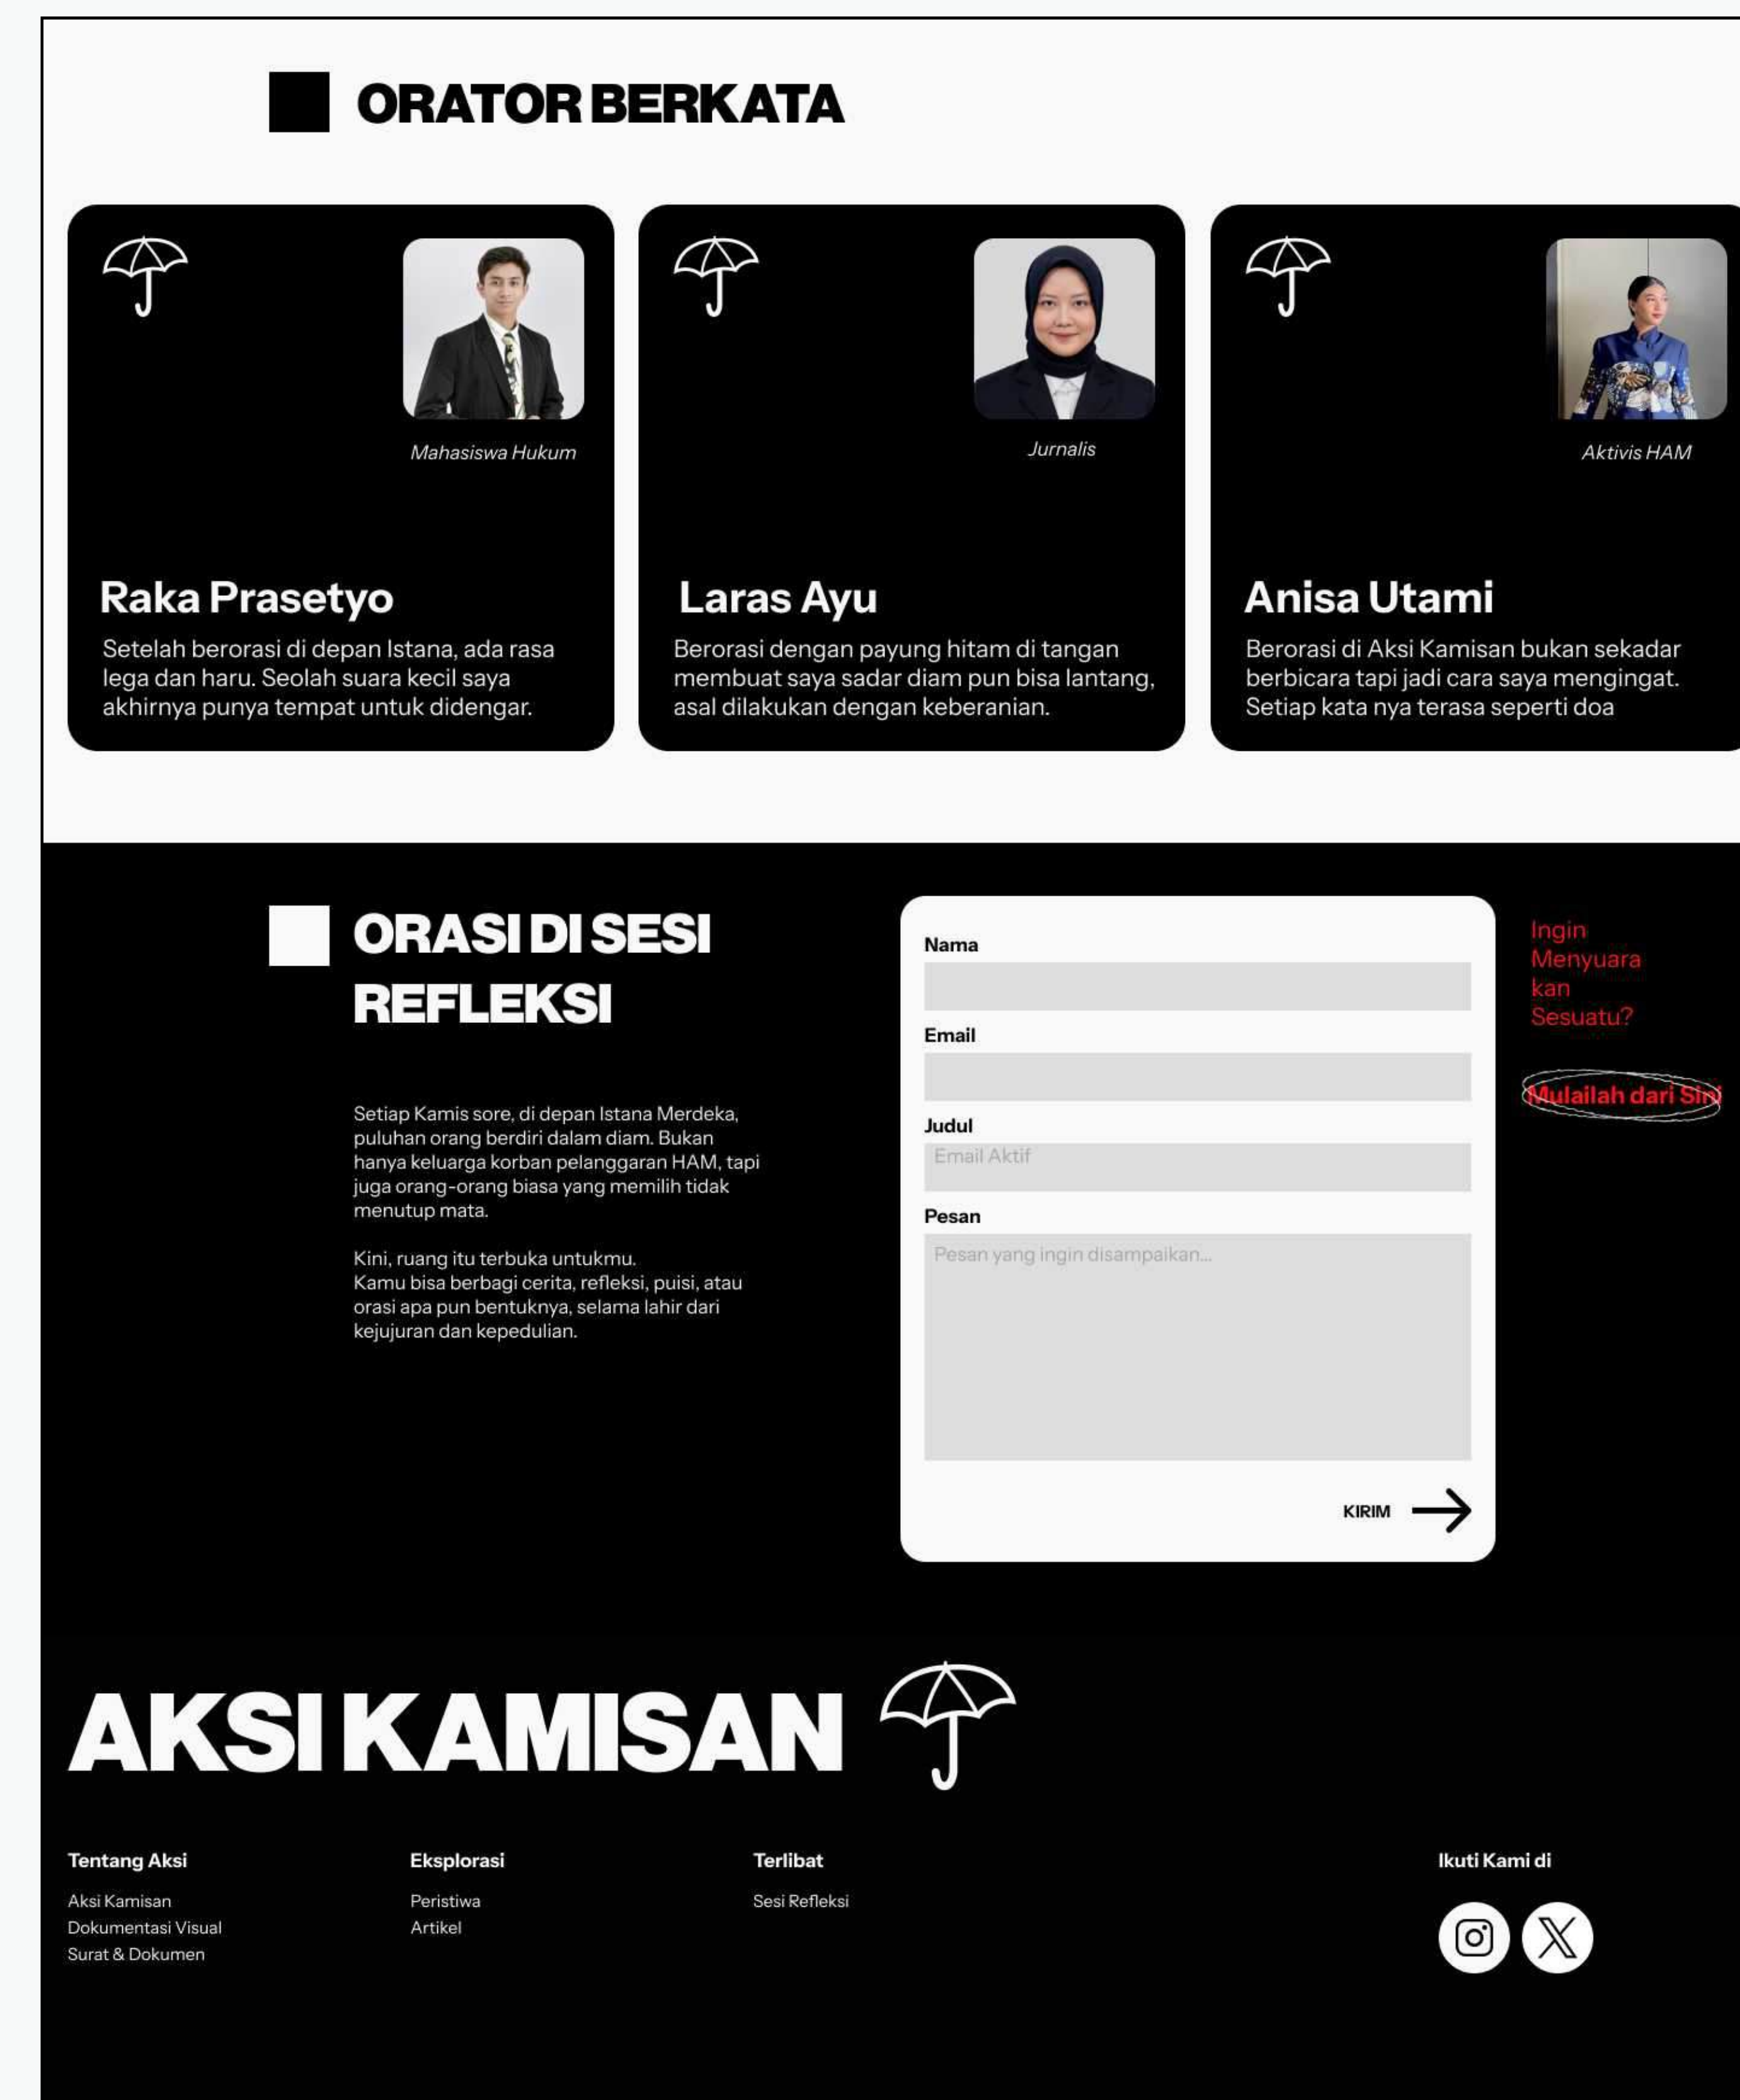 ORATOR BERKATA
Mahasiswa Hukum
Raka Prasetyo
Setelah berorasi di depan Istana, ada rasa
lega dan haru. Seolah suara kecil saya
akhirnya punya tempat untuk didengar.
Jurnalis
Laras Ayu
Berorasi dengan payung hitam di tangan
membuat saya sadar diam pun bisa lantang,
asal dilakukan dengan keberanian.
Aktivis HAM
Anisa Utami
Berorasi di Aksi Kamisan bukan sekadar
berbicara tapi jadi cara saya mengingat.
Setiap kata nya terasa seperti doa
ORASI DI SESI
REFLEKSI
Setiap Kamis sore, di depan Istana Merdeka,
puluhan orang berdiri dalam diam. Bukan
hanya keluarga korban pelanggaran HAM, tapi
juga orang-orang biasa yang memilih tidak
menutup mata.
Kini, ruang itu terbuka untukmu.
Kamu bisa berbagi cerita, refleksi, puisi, atau
orasi apa pun bentuknya, selama lahir dari
kejujuran dan kepedulian.
Nama
Email
Judul
Email Aktif
Pesan
Pesan yang ingin disampaikan...
KIRIM
Ingin
Menyuara
kan
Sesuatu?
Mulailah dari Sini
AKSI KAMISAN
Tentang Aksi
Aksi Kamisan
Dokumentasi Visual
Surat & Dokumen
Eksplorasi
Peristiwa
Artikel
Terlibat
Sesi Refleksi
Ikuti Kami di